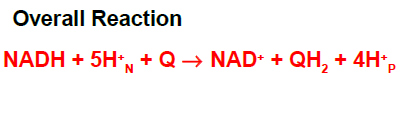 Overall Reaction
NADH + 5H⁺N + Q → NAD⁺ + QH₂ + 4H⁺P